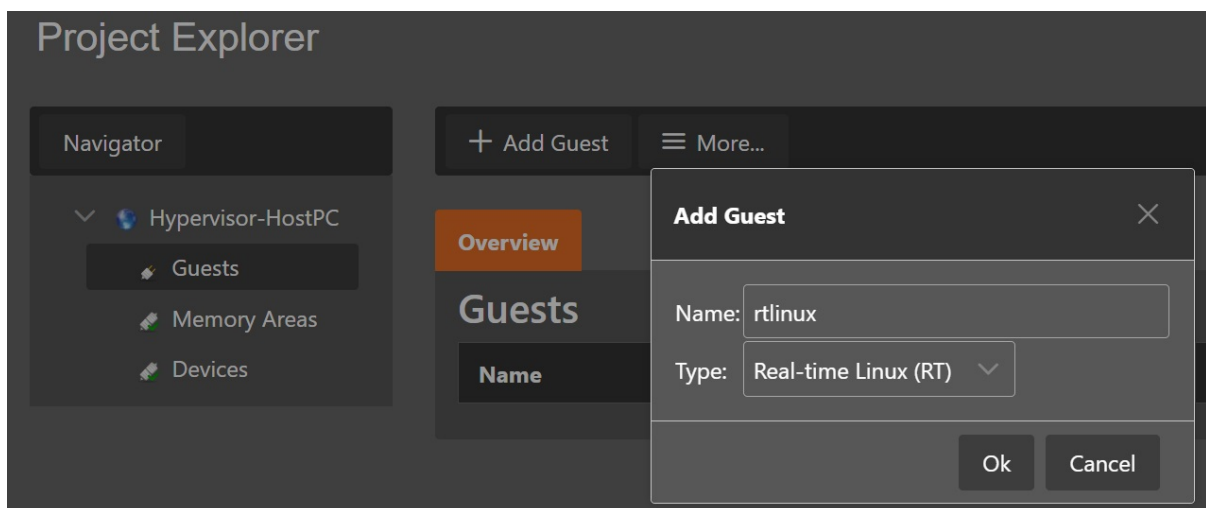 Project Explorer
Navigator
+ Add Guest
More...
Hypervisor-HostPC
Guests
Memory Areas
Devices
Overview
Guests
Name
Add Guest
Name: rtlinux
Type: Real-time Linux (RT)
Ok
Cancel